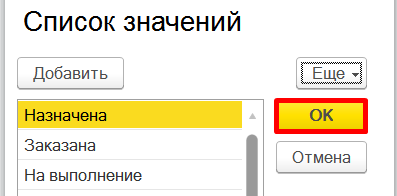 Список значений
Добавить
Еще
Назначена
OK
Заказана
Отмена
На выполнение